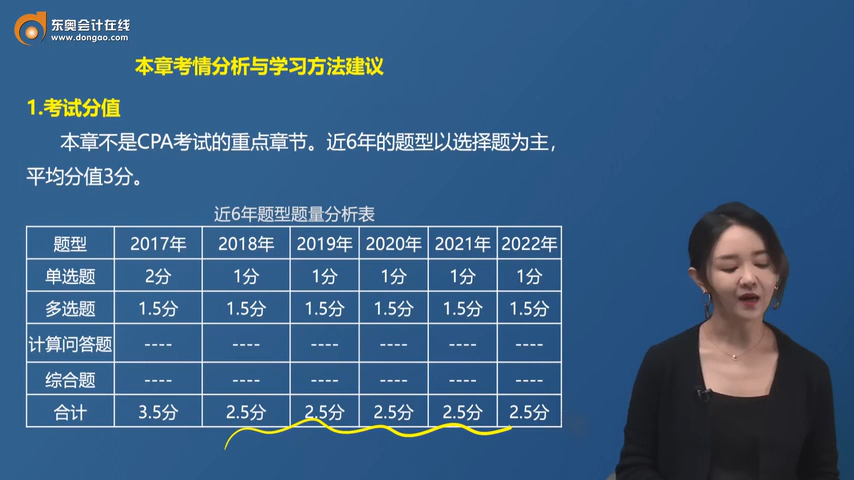 东奥会计在线
www.dongao.com
本章考情分析与学习方法建议
1.考试分值
本章不是CPA考试的重点章节。近6年的题型以选择题为主，
平均分值3分。
近6年题型题量分析表
题型 2017年 2018年 2019年 2020年 2021年 2022年
单选题 2分 1分 1分 1分 1分 1分
多选题 1.5分 1.5分 1.5分 1.5分 1.5分 1.5分
计算问答题 ---- ---- ---- ---- ---- ----
综合题 ---- ---- ---- ---- ---- ----
合计 3.5分 2.5分 2.5分 2.5分 2.5分 2.5分